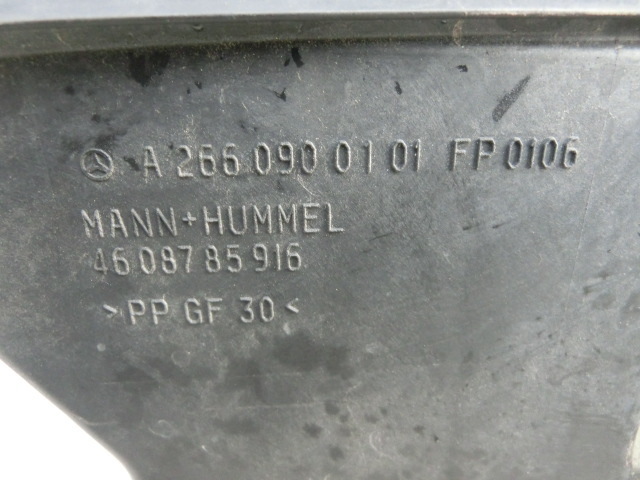 A 266 090 01 01 FP 0106
MANN+HUMMEL
46 087 85 916
>PP GF 30<